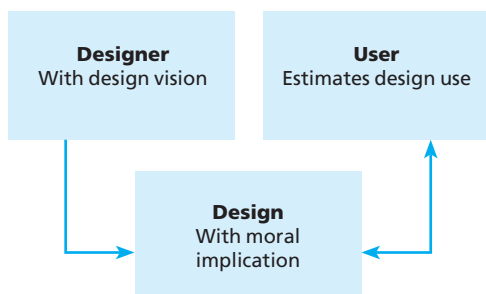 Designer
With design vision
User
Estimates design use
Design
With moral
implication